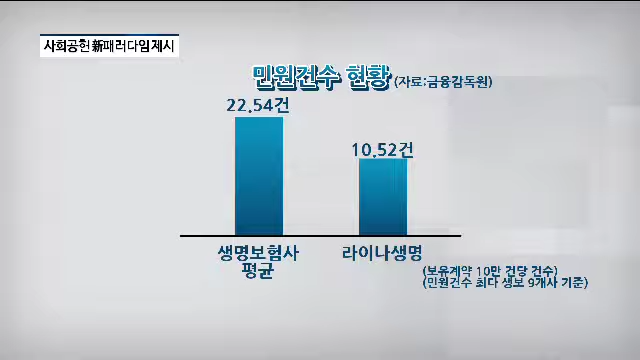 사회공헌 新패러다임 제시
민원건수 현황 (자료:금융감독원)
22.54건
10.52건
생명보험사
평균
라이나생명
(보유계약 10만 건당 건수)
(민원건수 최다 생보 9개사 기준)